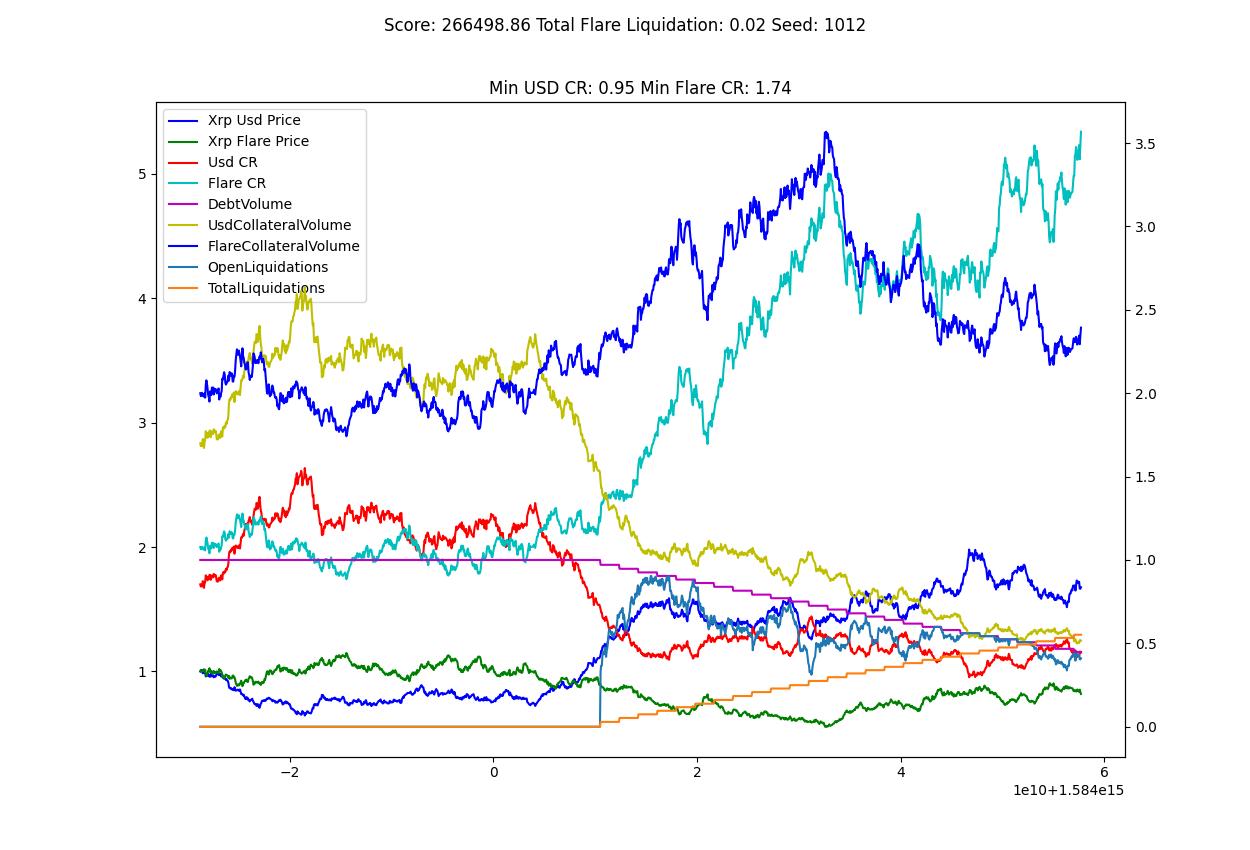 Score: 266498.86 Total Flare Liquidation: 0.02 Seed: 1012
Min USD CR: 0.95 Min Flare CR: 1.74
Xrp Usd Price
Xrp Flare Price
Usd CR
Flare CR
DebtVolume
UsdCollateralVolume
FlareCollateralVolume
OpenLiquidations
TotalLiquidations
5
4
3
2
1
3.5
3.0
2.5
2.0
1.5
1.0
0.5
0.0
−2
0
2
4
6
1e10+1.584e15